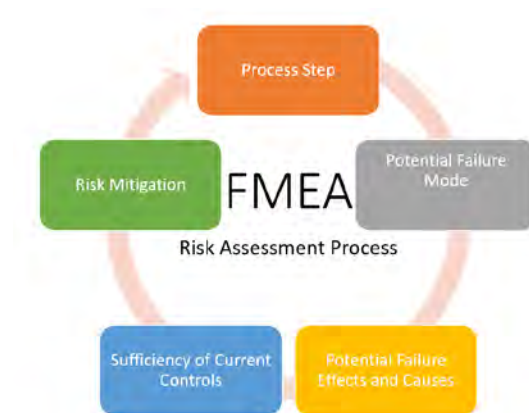 Process Step
Potential Failure
Mode
Risk Mitigation
FMEA
Risk Assessment Process
Sufficiency of Current
Controls
Potential Failure
Effects and Causes